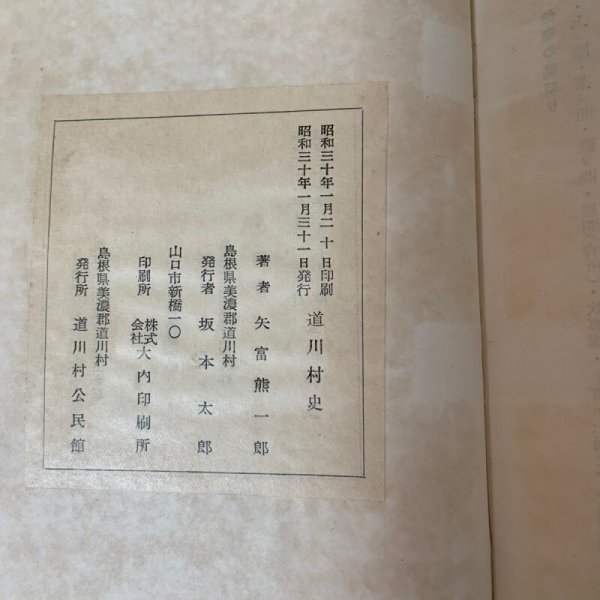 昭和三十年一月二十日印刷
昭和三十年一月三十一日発行
道川村史
著者 矢富熊一郎
島根県美濃郡道川村
発行者 坂本太郎
山口市新橋一〇
印刷所 株式会社大内印刷所
島根県美濃郡道川村
発行所 道川村公民館